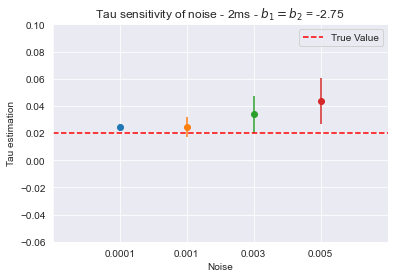 Tau sensitivity of noise - 2ms - b₁ = b₂ = -2.75
True Value
0.10
0.08
0.06
0.04
0.02
0.00
−0.02
−0.04
−0.06
Tau estimation
0.0001 0.001 0.003 0.005
Noise